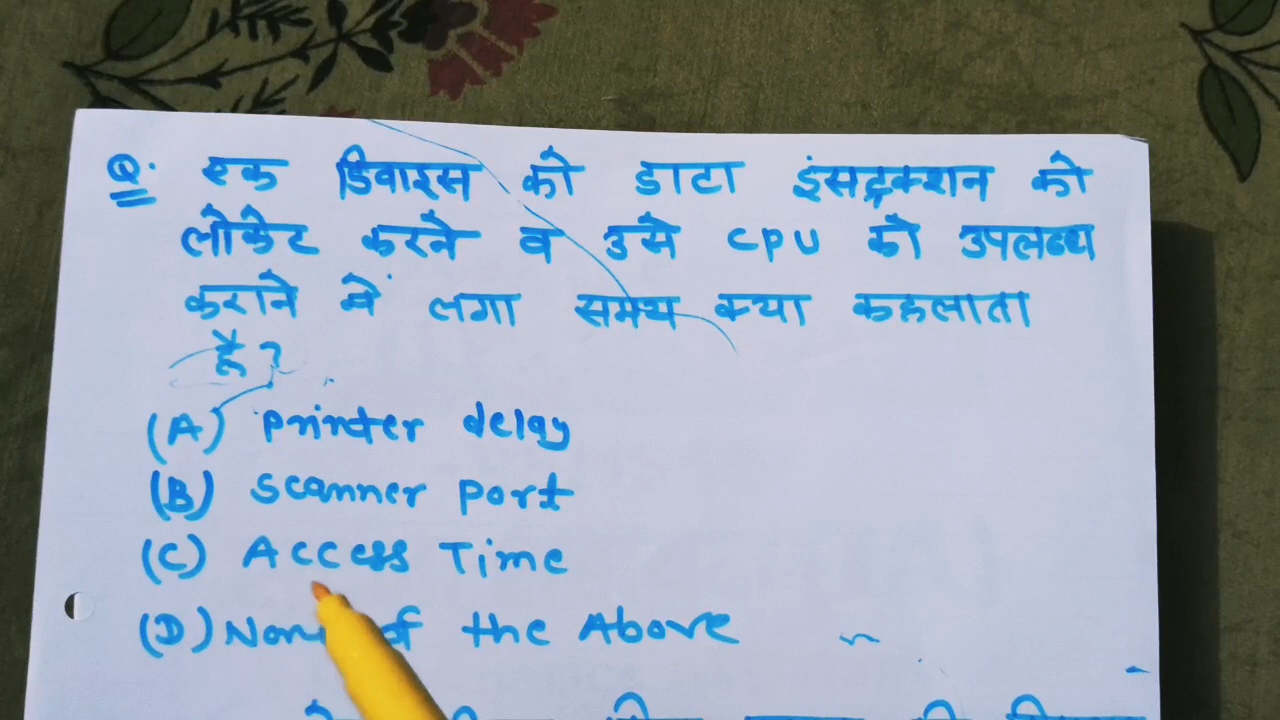 Q. एक डिवाइस को डाटा इंसट्रक्शन को
लोकेट करने व उसे CPU को उपलब्ध
कराने में लगा समय क्या कहलाता
है?
(A) Printer delay
(B) Scanner port
(C) Access Time
(D) None of the Above